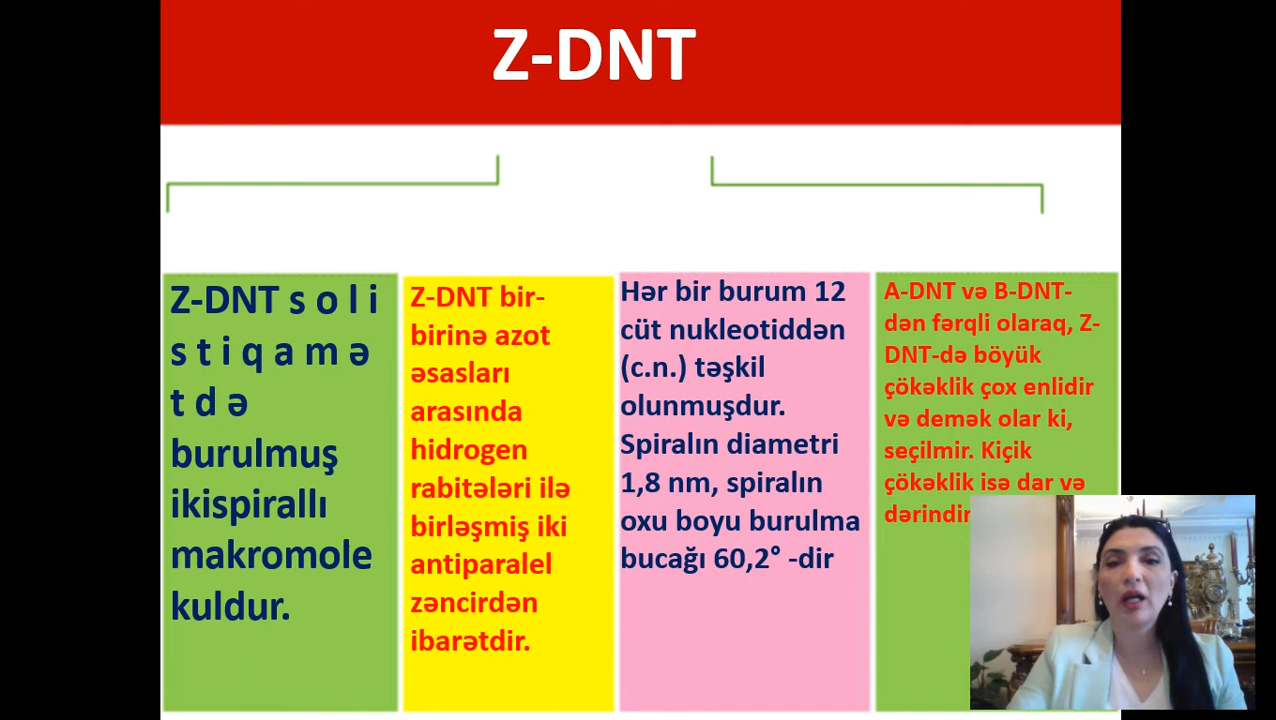 Z-DNT
Z-DNT s o l i
s t i q a m ə
t d ə
burulmuş
ikispirallı
makromole
kuldur.
Z-DNT bir-
birinə azot
əsasları
arasında
hidrogen
rabitələri ilə
birləşmiş iki
antiparalel
zəncirdən
ibarətdir.
Hər bir burum 12
cüt nukleotiddən
(c.n.) təşkil
olunmuşdur.
Spiralın diametri
1,8 nm, spiralın
oxu boyu burulma
bucağı 60,2° -dir
A-DNT və B-DNT-
dən fərqli olaraq, Z-
DNT-də böyük
çökəklik çox enlidir
və demək olar ki,
seçilmir. Kiçik
çökəklik isə dar və
dərindir